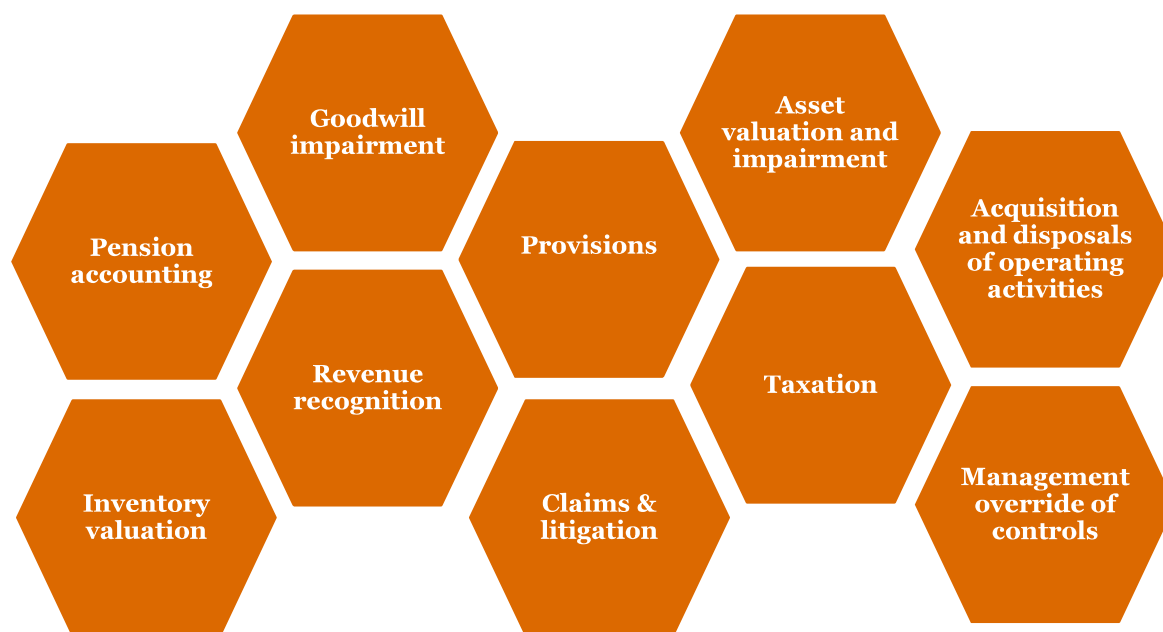 Goodwill
impairment
Asset
valuation and
impairment
Pension
accounting
Provisions
Acquisition
and disposals
of operating
activities
Revenue
recognition
Taxation
Inventory
valuation
Claims &
litigation
Management
override of
controls